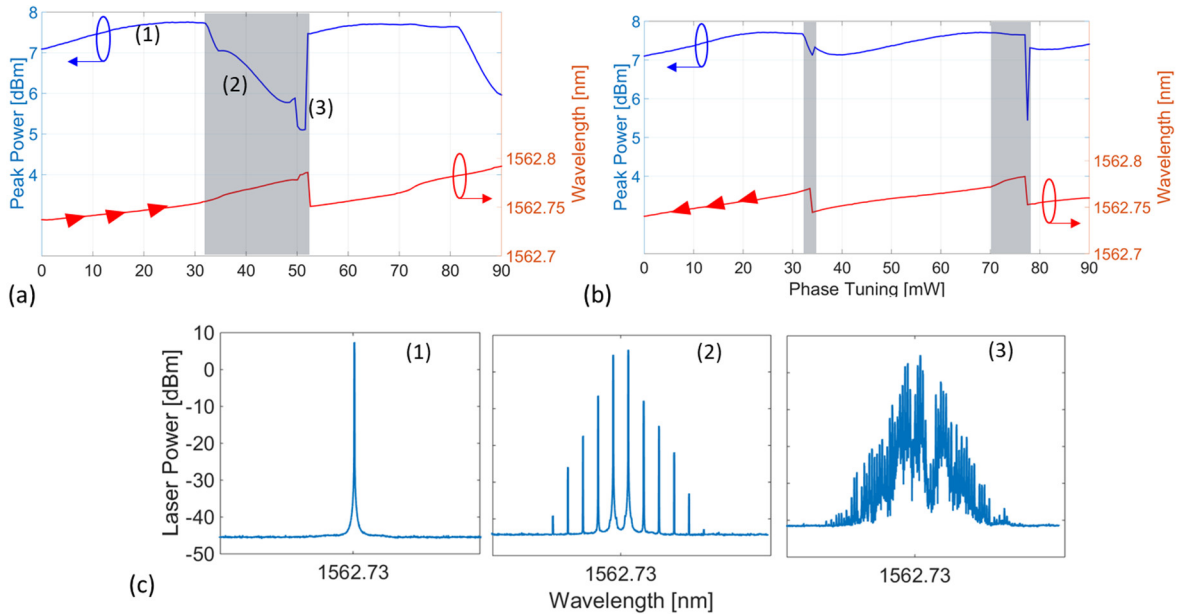 8
7
6
5
4
Peak Power [dBm]
(1)
(2)
(3)
1562.8
1562.75
1562.7
Wavelength [nm]
0 10 20 30 40 50 60 70 80 90
(a)
8
7
6
5
4
3
Peak Power [dBm]
1562.8
1562.75
1562.7
Wavelength [nm]
0 10 20 30 40 50 60 70 80 90
Phase Tuning [mW]
(b)
10
0
-10
-20
-30
-40
-50
Laser Power [dBm]
(1)
(2)
(3)
1562.73
1562.73
1562.73
Wavelength [nm]
(c)